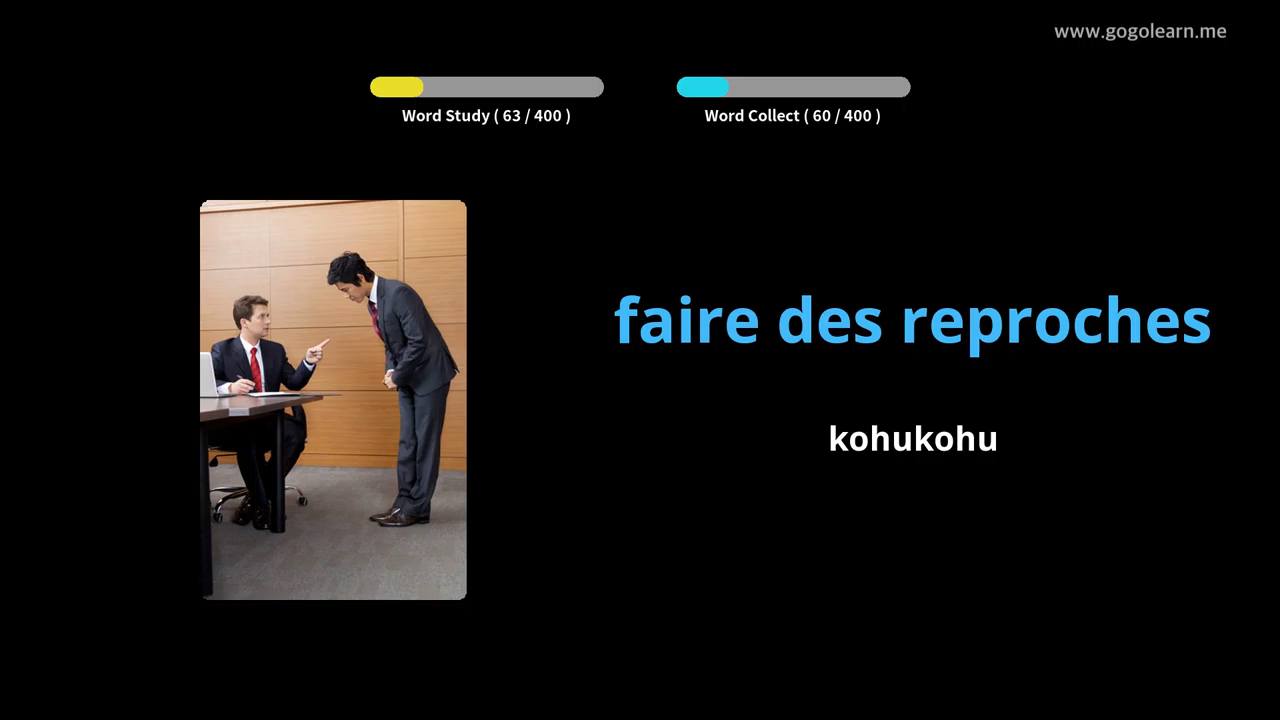 www.gogolearn.me
Word Study ( 63 / 400 )
Word Collect ( 60 / 400 )
faire des reproches
kohukohu